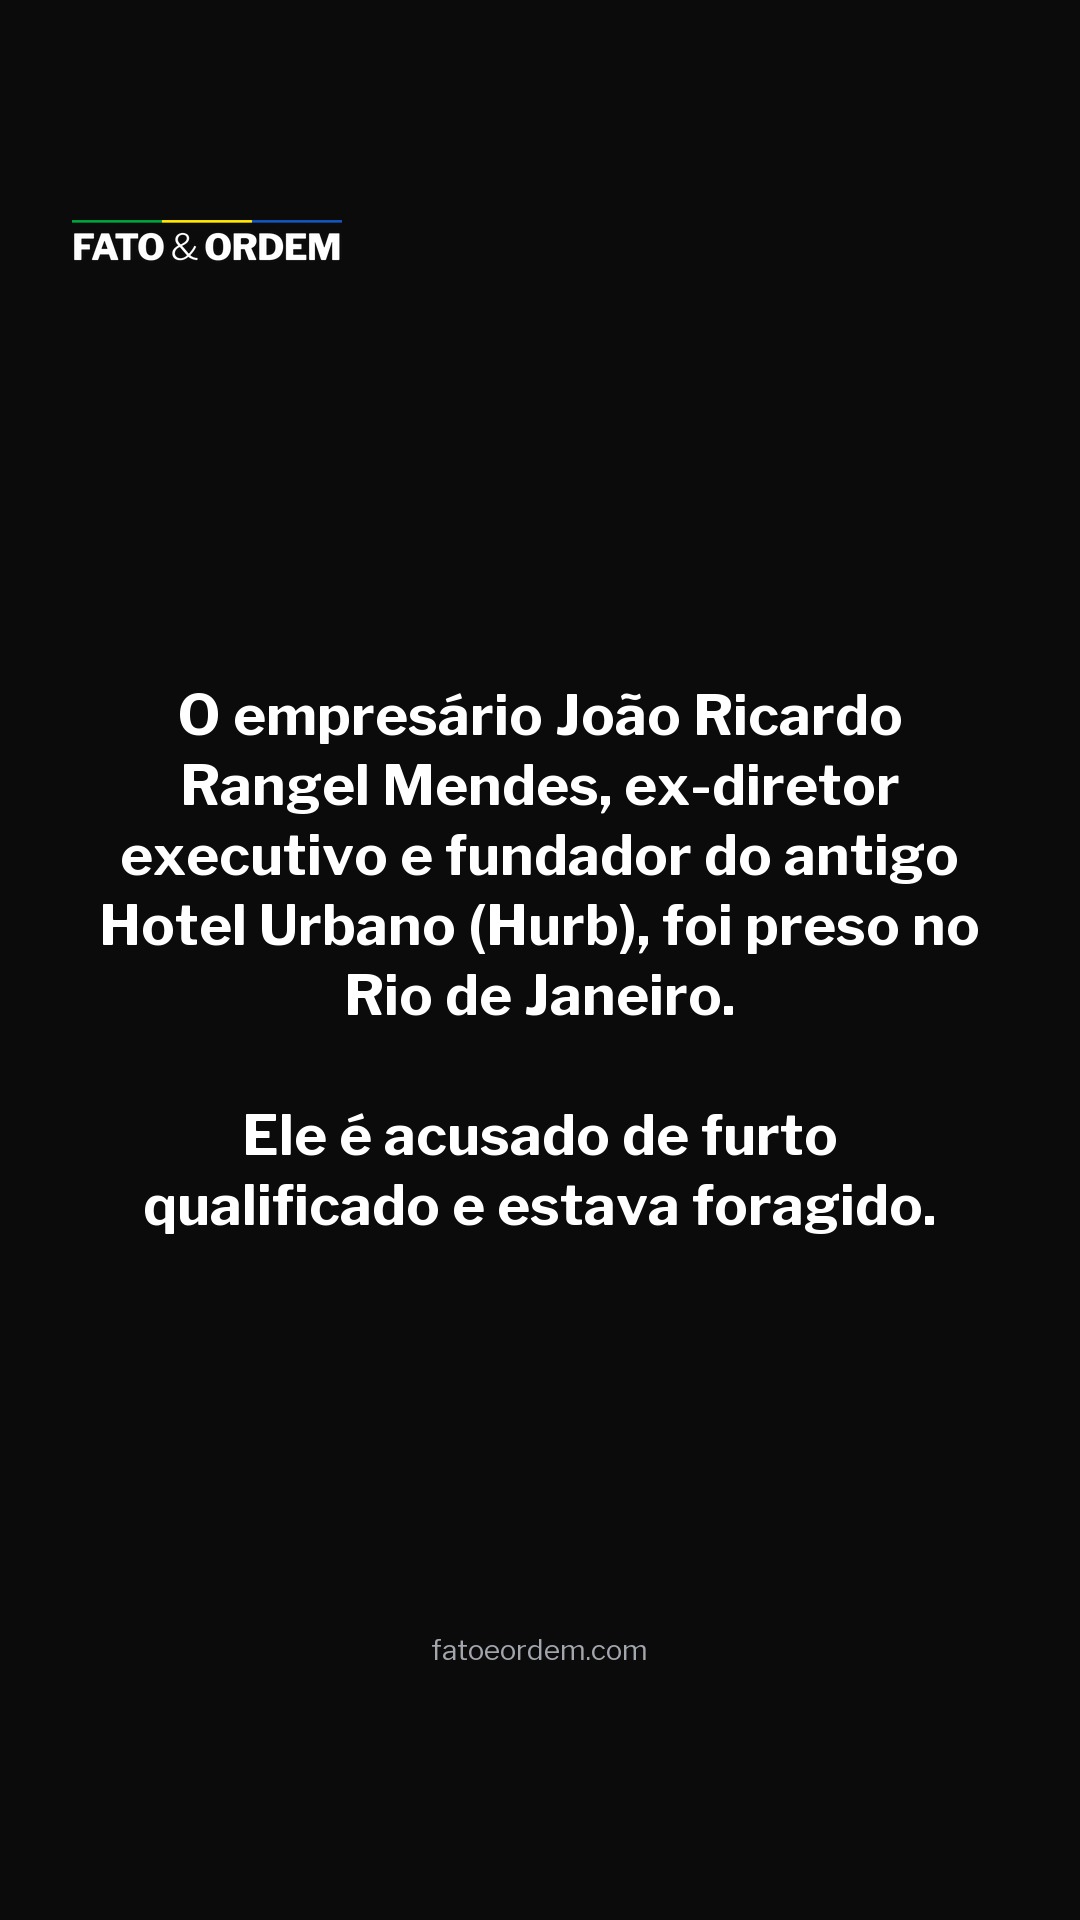 FATO & ORDEM
O empresário João Ricardo
Rangel Mendes, ex-diretor
executivo e fundador do antigo
Hotel Urbano (Hurb), foi preso no
Rio de Janeiro.
Ele é acusado de furto
qualificado e estava foragido.
fatoeordem.com